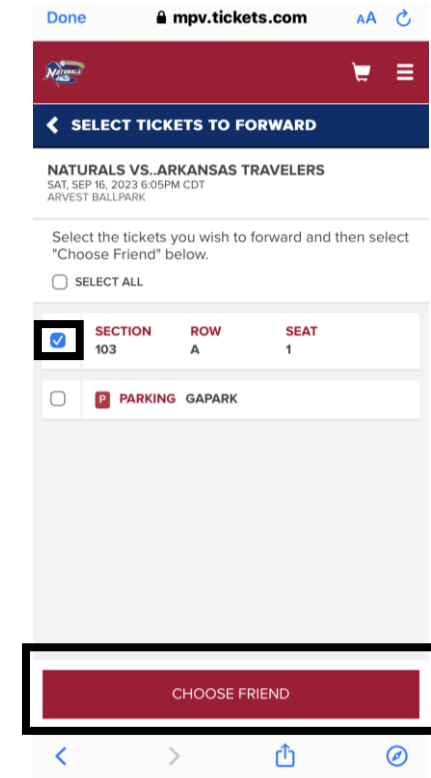 Done mpv.tickets.com AA
NATURALS
SELECT TICKETS TO FORWARD
NATURALS VS..ARKANSAS TRAVELERS
SAT, SEP 16, 2023 6:05PM CDT
ARVEST BALLPARK
Select the tickets you wish to forward and then select
"Choose Friend" below.
SELECT ALL
SECTION ROW SEAT
103 A 1
P PARKING GAPARK
CHOOSE FRIEND